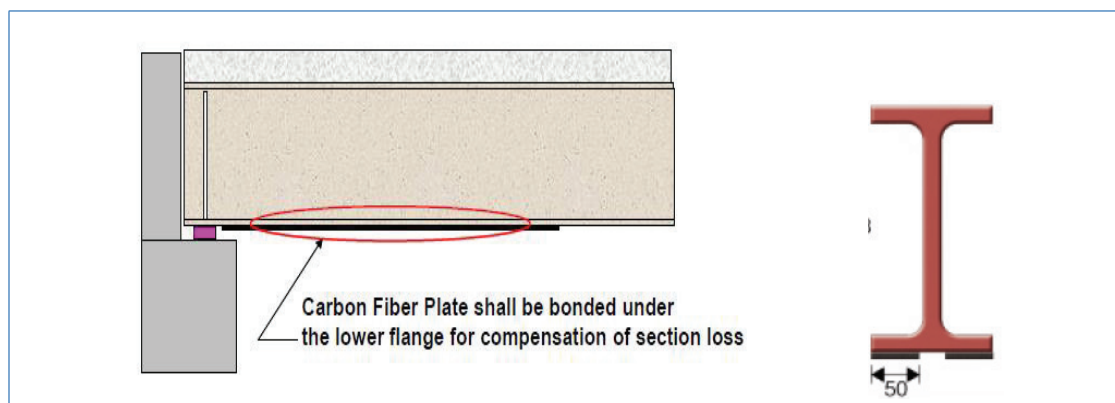 Carbon Fiber Plate shall be bonded under
the lower flange for compensation of section loss
50